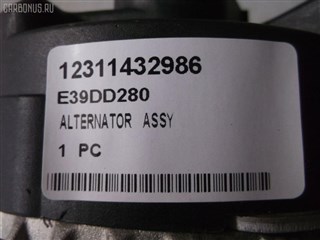 CARBONUS.RU
12311432986
E39DD280
ALTERNATOR ASSY
1 PC